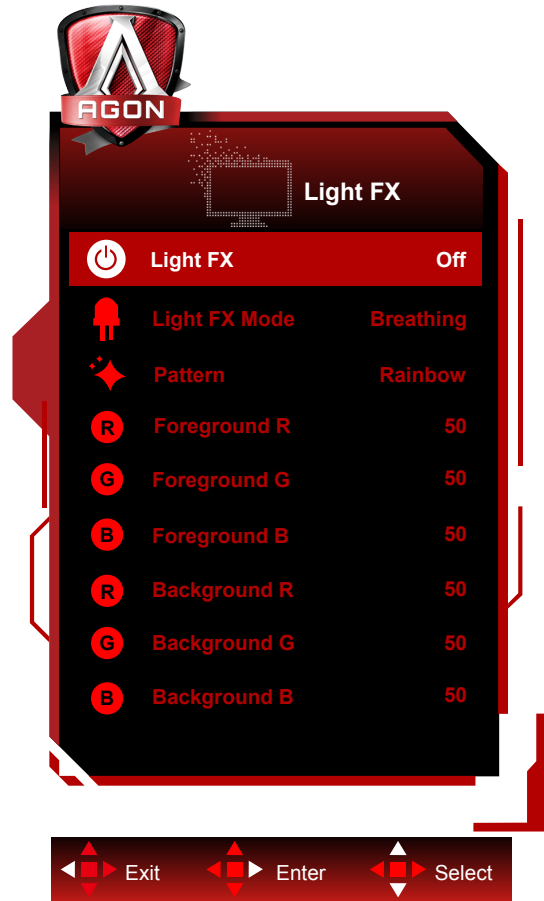 AGON
Light FX
Light FX Off
Light FX Mode Breathing
Pattern Rainbow
R Foreground R 50
G Foreground G 50
B Foreground B 50
R Background R 50
G Background G 50
B Background B 50
Exit Enter Select